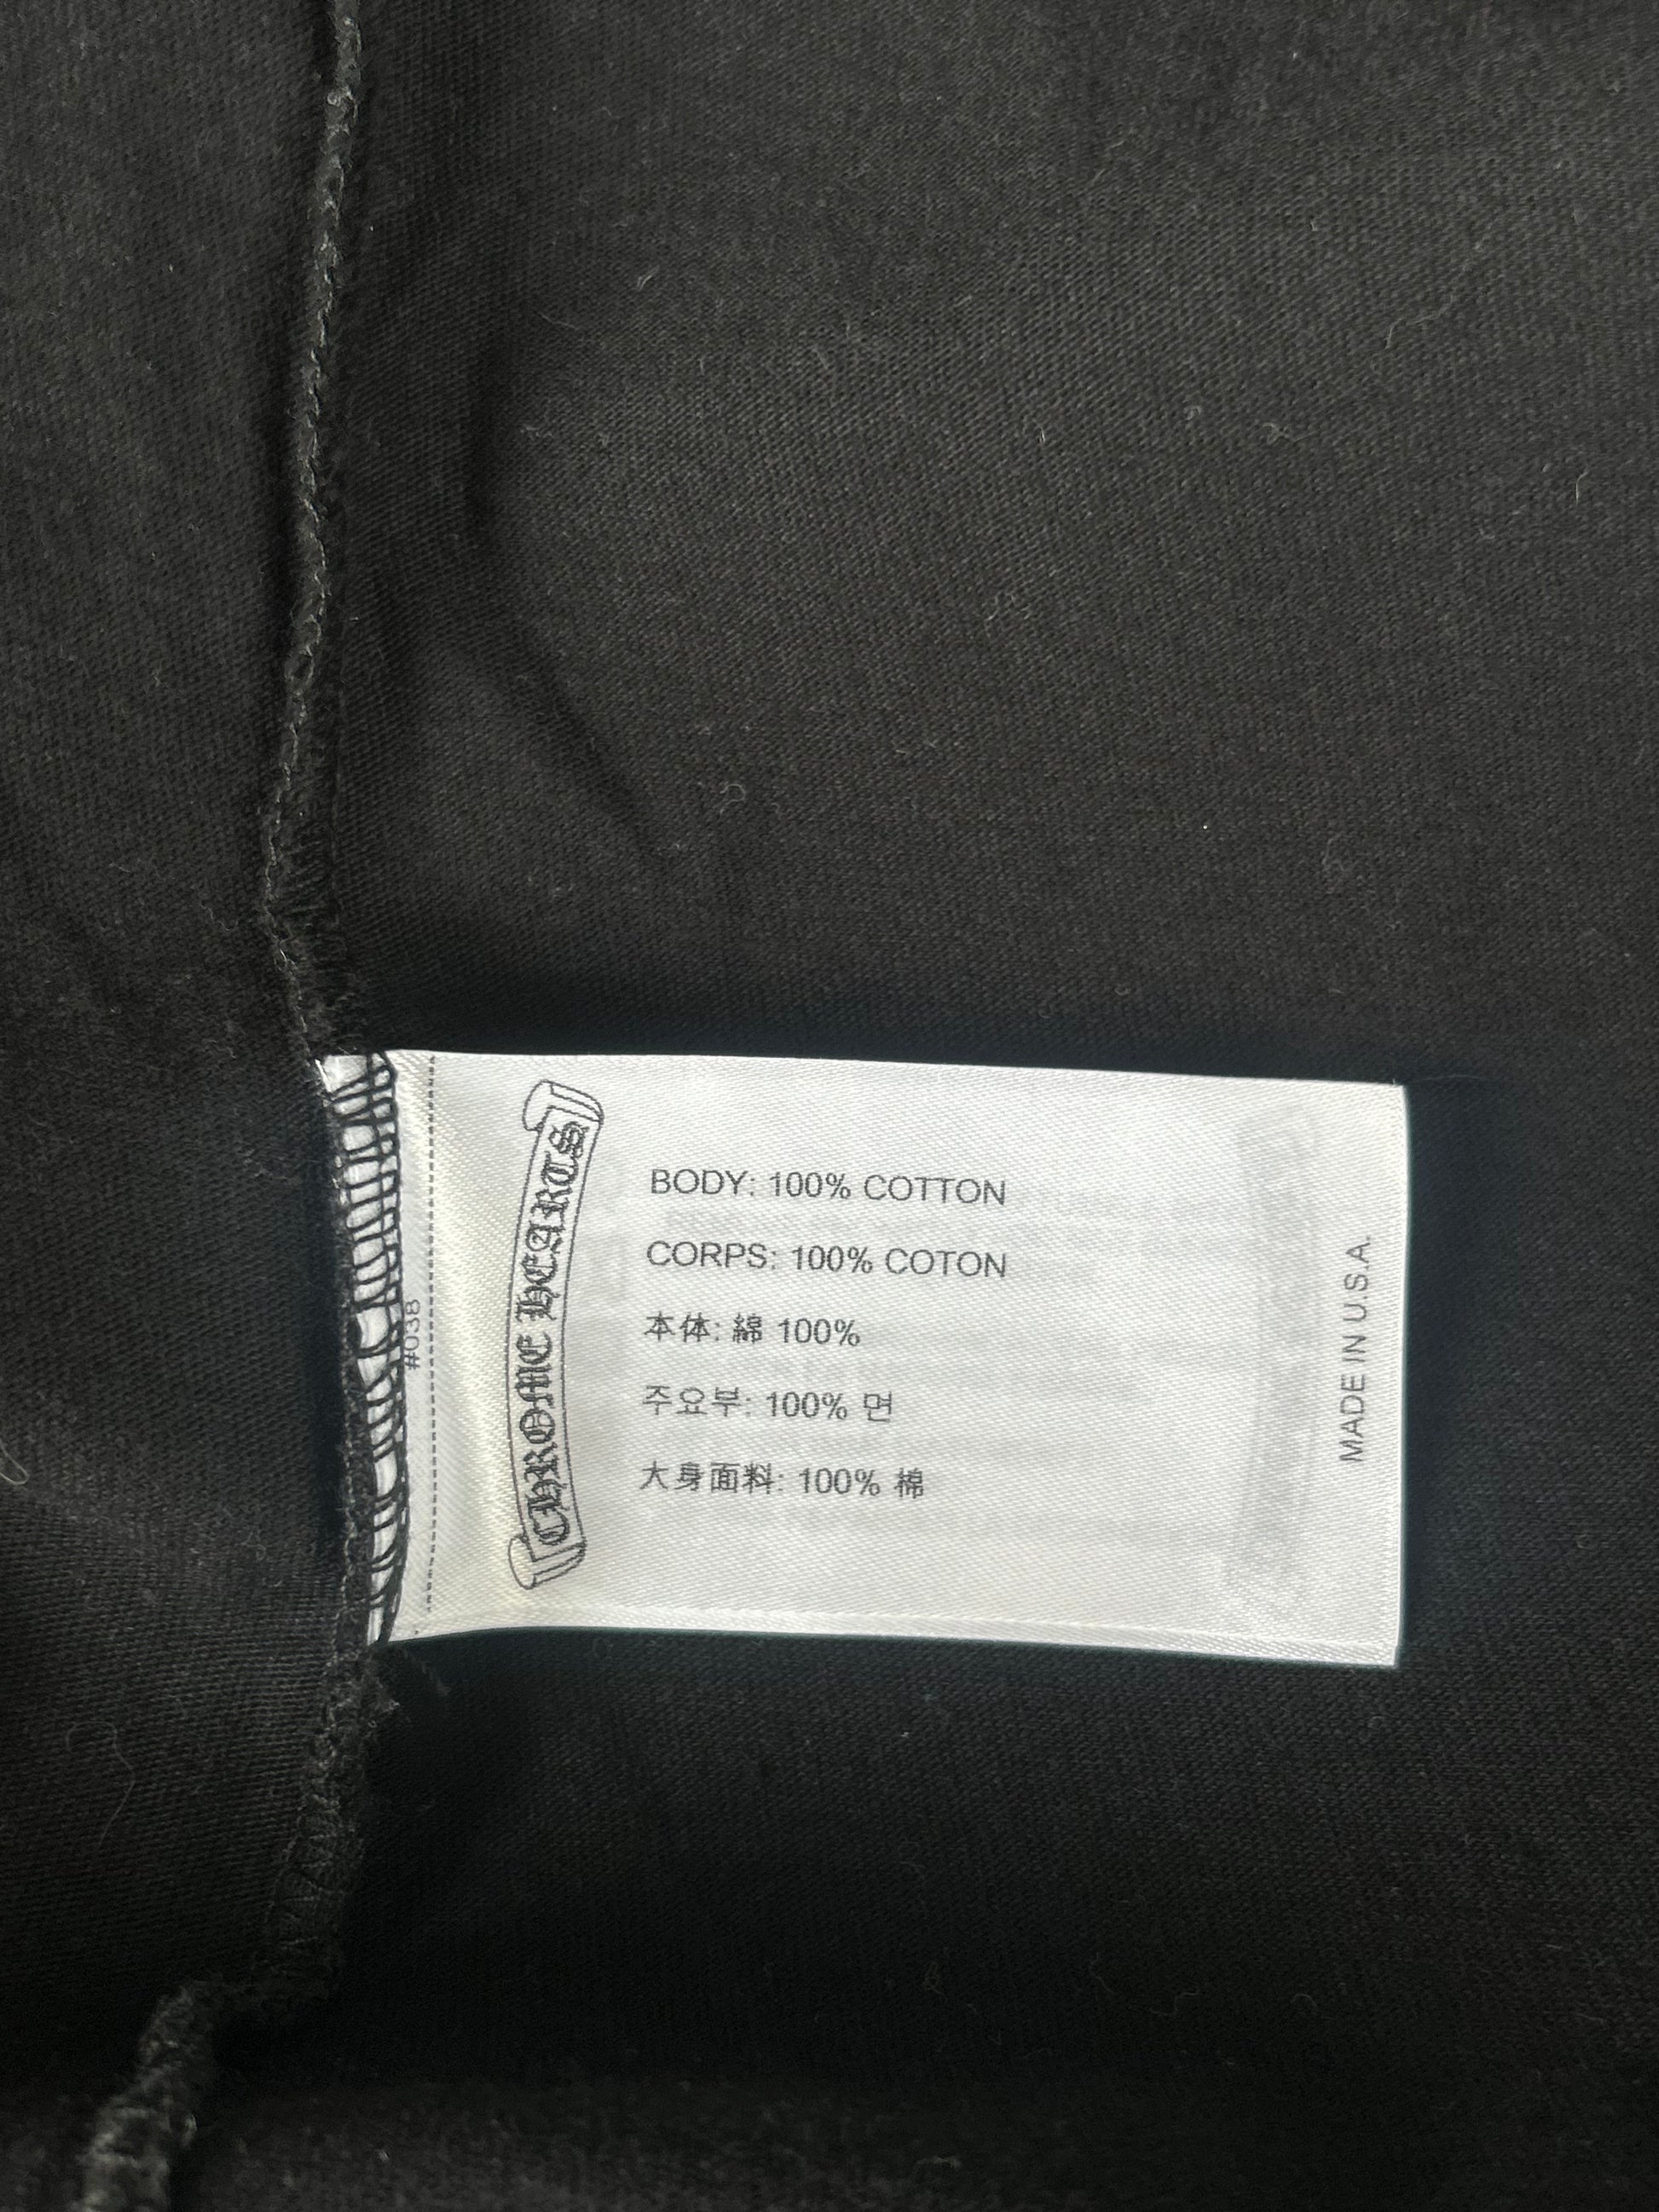 #038
CHROME HEARTS
BODY: 100% COTTON
CORPS: 100% COTON
本体: 綿 100%
주요부: 100% 면
大身面料: 100% 棉
MADE IN U.S.A.